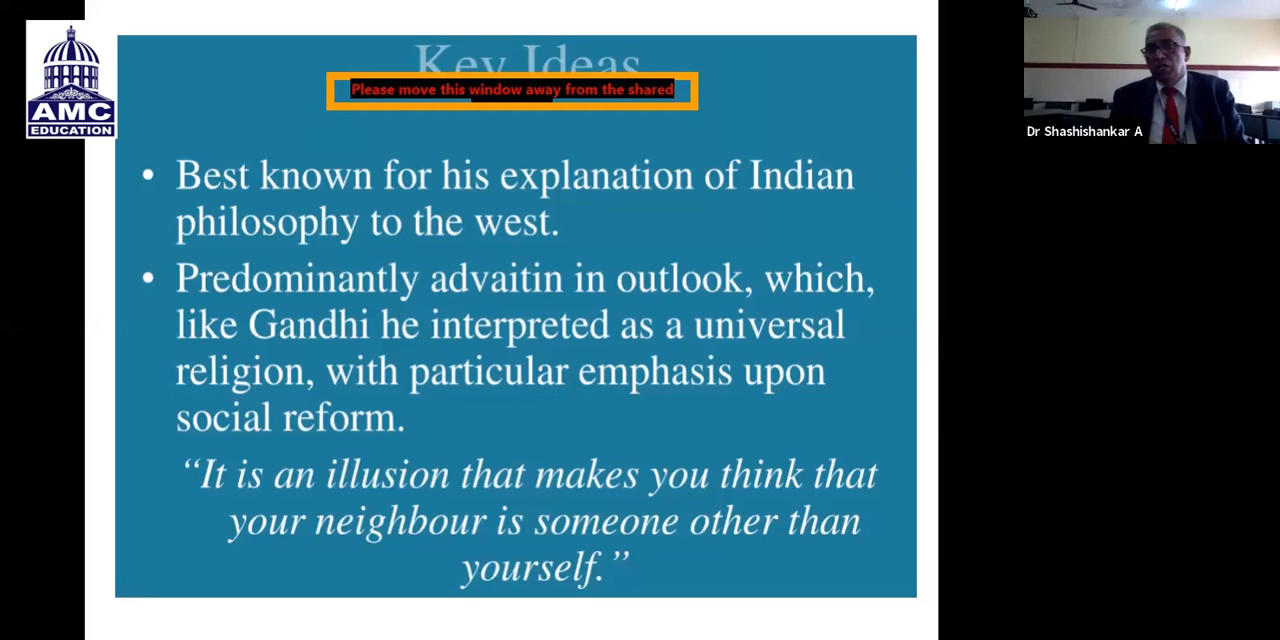 Key Ideas
Please move this window away from the shared
AMC
EDUCATION
Dr Shashishankar A
• Best known for his explanation of Indian
philosophy to the west.
• Predominantly advaitin in outlook, which,
like Gandhi he interpreted as a universal
religion, with particular emphasis upon
social reform.
“It is an illusion that makes you think that
your neighbour is someone other than
yourself.”